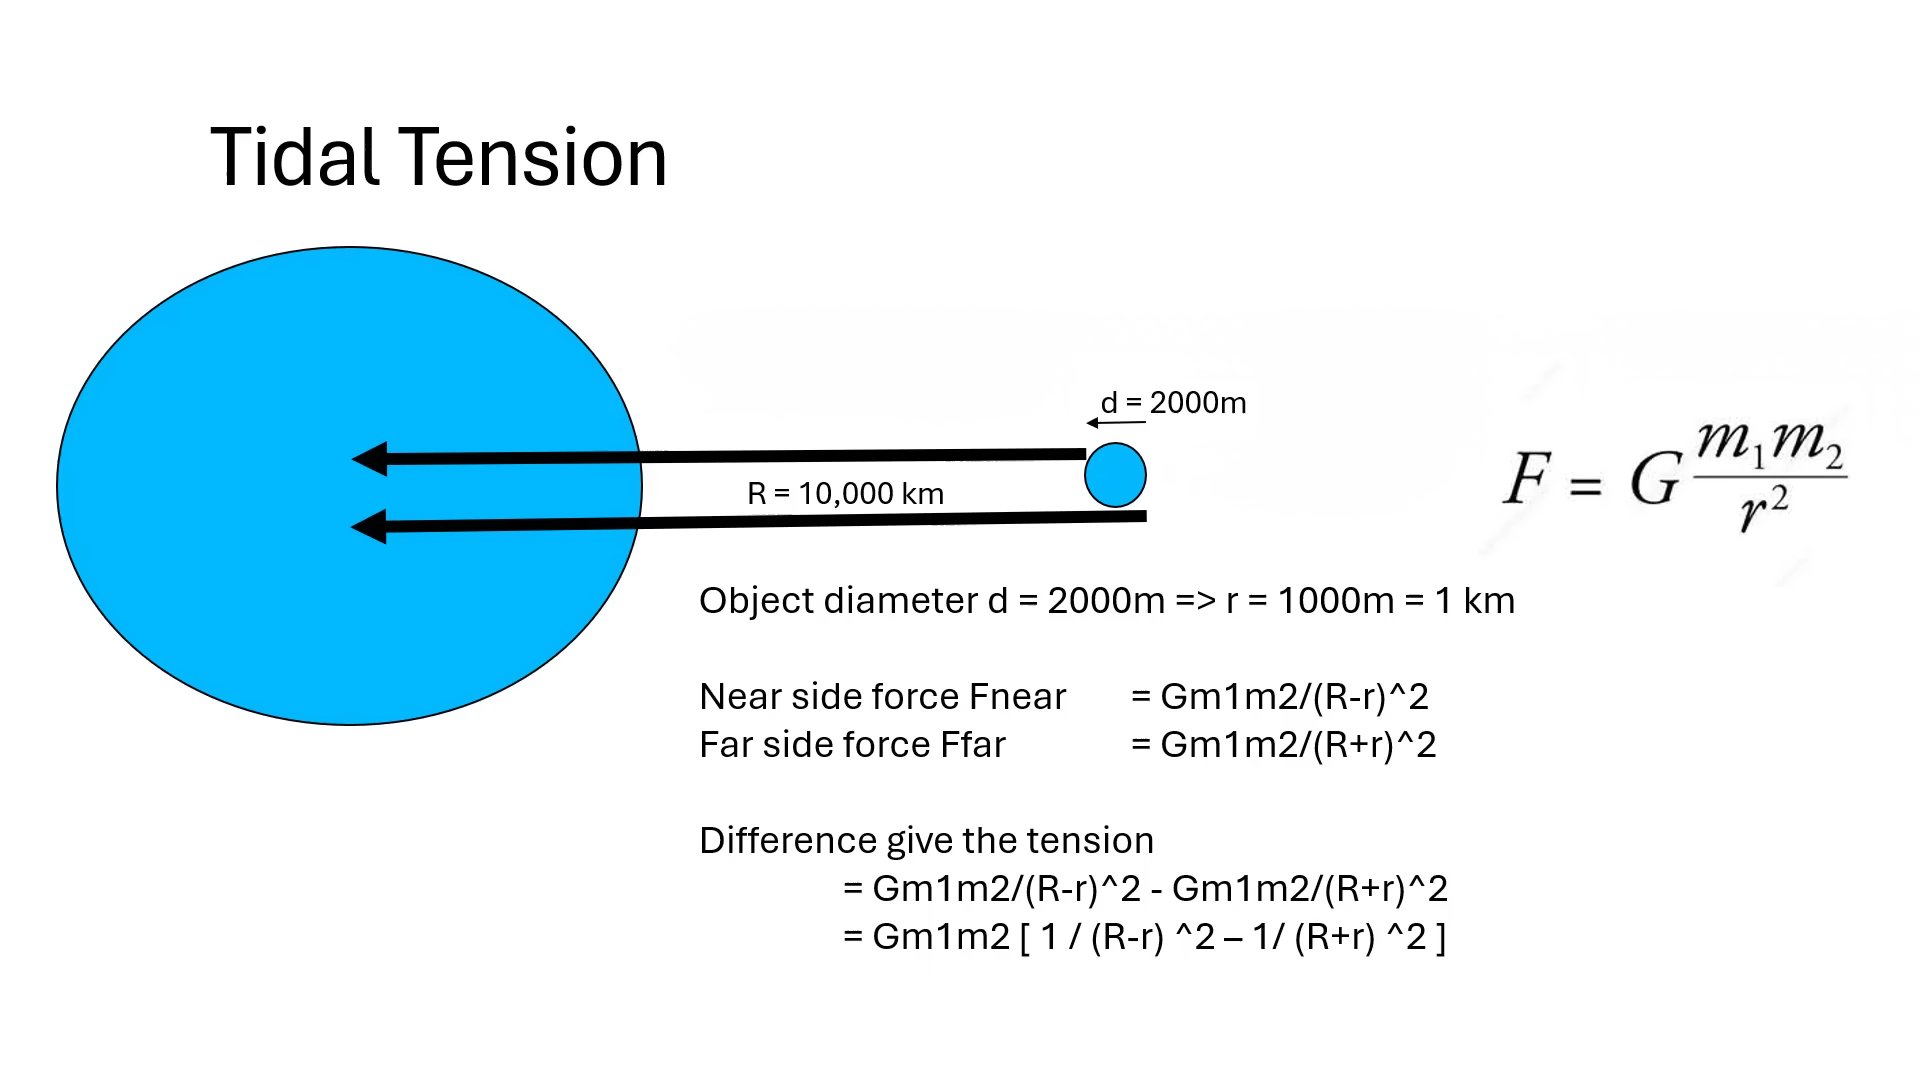 Tidal Tension
d = 2000m
R = 10,000 km
F = G m₁m₂ / r²
Object diameter d = 2000m => r = 1000m = 1 km
Near side force Fnear = Gm1m2/(R-r)^2
Far side force Ffar = Gm1m2/(R+r)^2
Difference give the tension
= Gm1m2/(R-r)^2 - Gm1m2/(R+r)^2
= Gm1m2 [ 1 / (R-r) ^2 – 1/ (R+r) ^2 ]